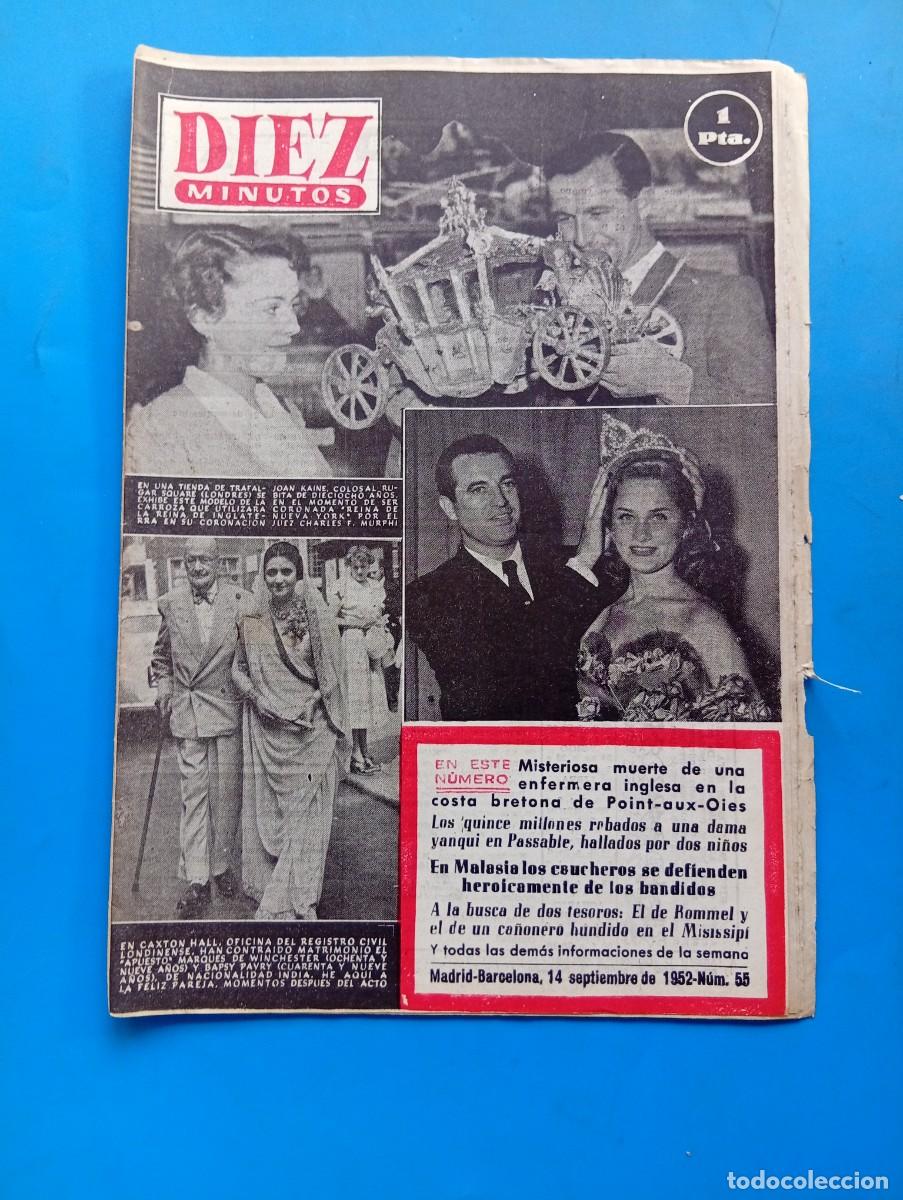 DIEZ
MINUTOS
1
Pta.
EN UNA TIENDA DE TRAFAL-
GAR SQUARE (LONDRES) SE
EXHIBE ESTE MODELO DE LA
CARROZA QUE UTILIZARA
LA REINA DE INGLATE-
RRA EN SU CORONACION
JOAN KAINE, COLOSAL RU-
BITA DE DIECIOCHO AÑOS,
EN EL MOMENTO DE SER
CORONADA "REINA DE
NUEVA YORK" POR EL
JUEZ CHARLES F. MURPHI
EN CAXTON HALL, OFICINA DEL REGISTRO CIVIL
LONDINENSE, HAN CONTRAIDO MATRIMONIO EL
"APUESTO" MARQUES DE WINCHESTER (OCHENTA Y
NUEVE AÑOS) Y BAPSY PAVRY (CUARENTA Y NUEVE
AÑOS), DE NACIONALIDAD INDIA. HE AQUI A
LA FELIZ PAREJA, MOMENTOS DESPUES DEL ACTO
EN ESTE
NÚMERO
Misteriosa muerte de una
enfermera inglesa en la
costa bretona de Point-aux-Oies
Los quince millones robados a una dama
yanqui en Passable, hallados por dos niños
En Malasia los caucheros se defienden
heroicamente de los bandidos
A la busca de dos tesoros: El de Rommel y
el de un cañonero hundido en el Misisipí
Y todas las demás informaciones de la semana
Madrid-Barcelona, 14 septiembre de 1952-Núm. 55
todocoleccion